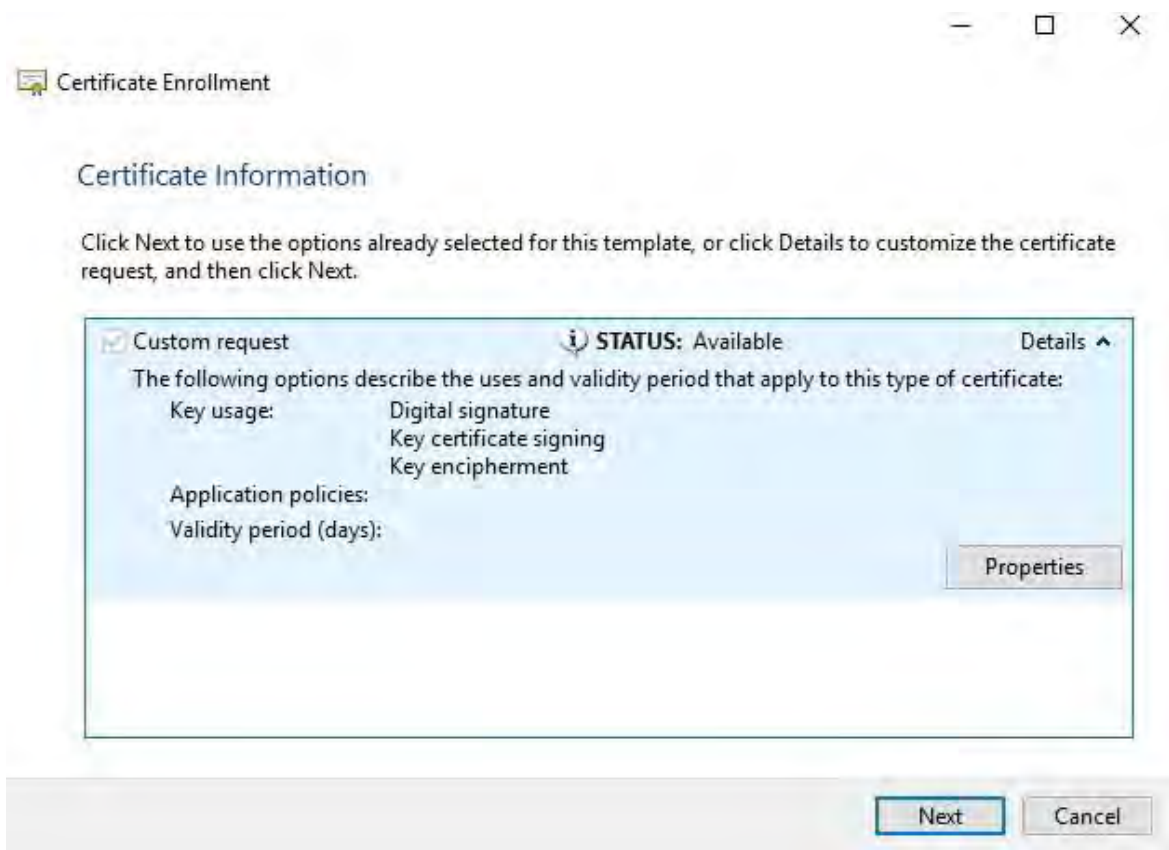 Certificate Enrollment
Certificate Information
Click Next to use the options already selected for this template, or click Details to customize the certificate
request, and then click Next.
Custom request STATUS: Available Details
The following options describe the uses and validity period that apply to this type of certificate:
Key usage: Digital signature
Key certificate signing
Key encipherment
Application policies:
Validity period (days):
Properties
Next Cancel